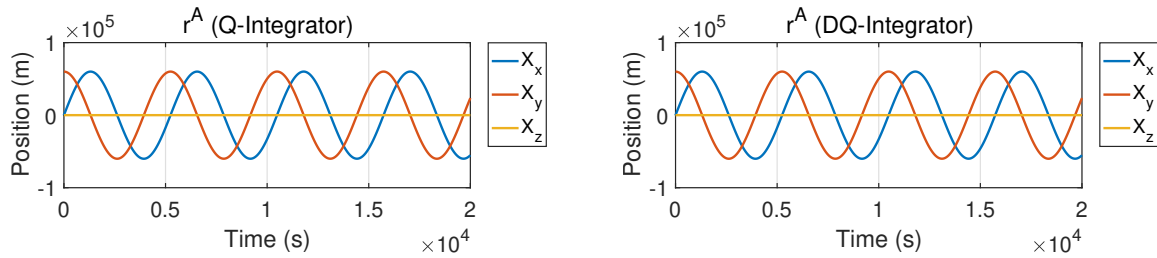 ×10^5 r^A (Q-Integrator)
Position (m)
1
0
-1
0 0.5 1 1.5 2
Time (s) ×10^4
X_x
X_y
X_z
×10^5 r^A (DQ-Integrator)
Position (m)
1
0
-1
0 0.5 1 1.5 2
Time (s) ×10^4
X_x
X_y
X_z